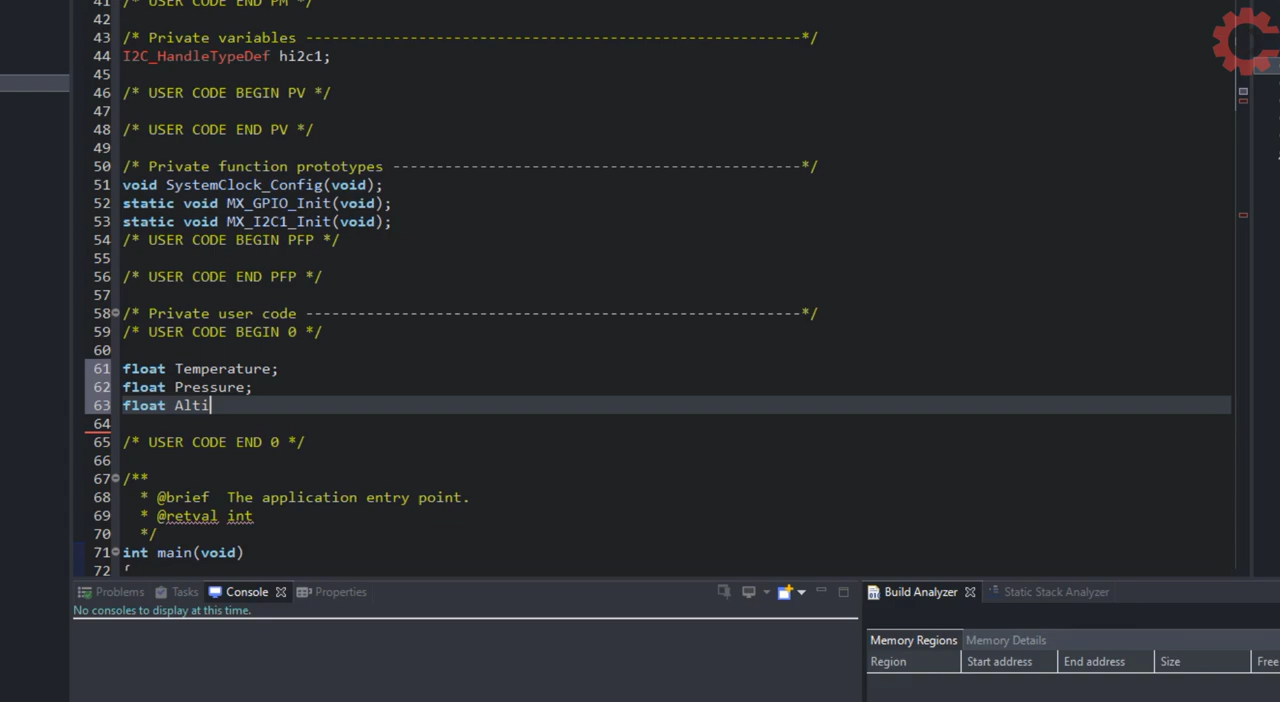 41 /* USER CODE END PM */
42
43 /* Private variables ---------------------------------------------------------*/
44 I2C_HandleTypeDef hi2c1;
45
46 /* USER CODE BEGIN PV */
47
48 /* USER CODE END PV */
49
50 /* Private function prototypes -----------------------------------------------*/
51 void SystemClock_Config(void);
52 static void MX_GPIO_Init(void);
53 static void MX_I2C1_Init(void);
54 /* USER CODE BEGIN PFP */
55
56 /* USER CODE END PFP */
57
58 /* Private user code ---------------------------------------------------------*/
59 /* USER CODE BEGIN 0 */
60
61 float Temperature;
62 float Pressure;
63 float Alti
64
65 /* USER CODE END 0 */
66
67 /**
68 * @brief The application entry point.
69 * @retval int
70 */
71 int main(void)
72 {
Problems Tasks Console Properties
No consoles to display at this time.
Build Analyzer Static Stack Analyzer
Memory Regions Memory Details
Region Start address End address Size Free